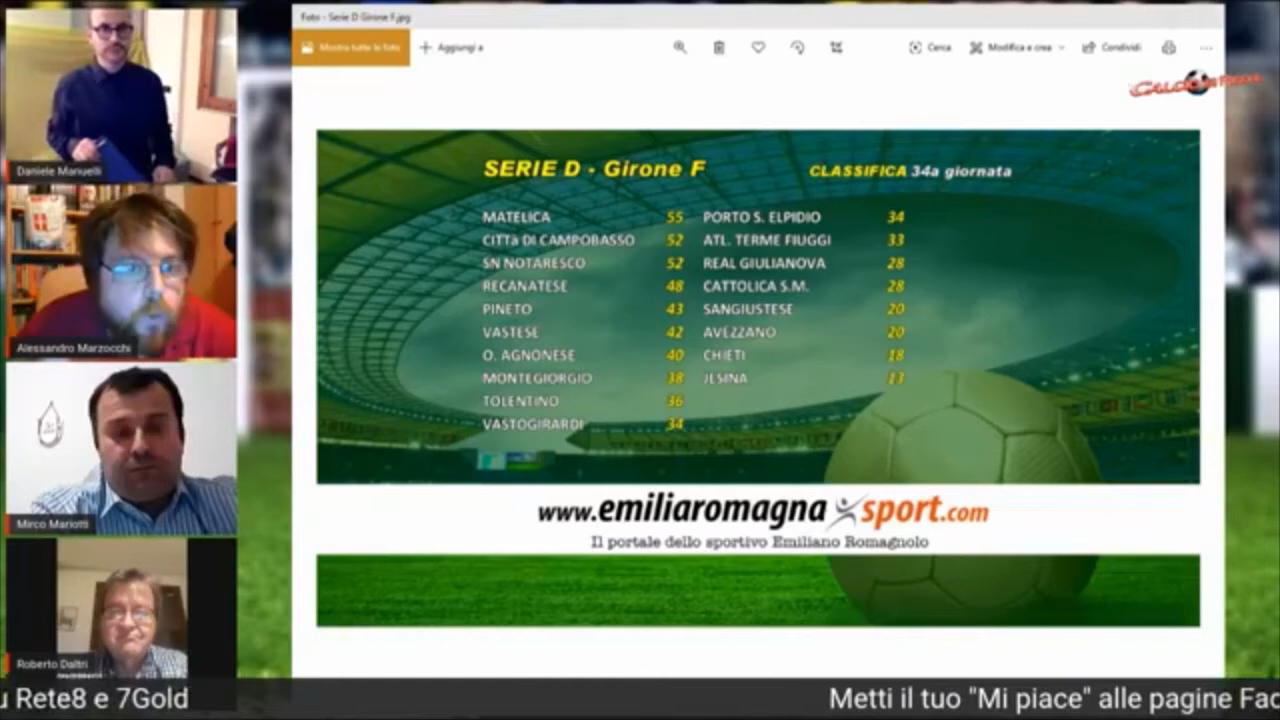 Foto - Serie D Girone F.jpg
Mostra tutte le foto
Aggiungi a
Cerca
Modifica e crea
Condividi
SERIE D - Girone F CLASSIFICA 34a giornata
MATELICA 55 PORTO S. ELPIDIO 34
CITTa DI CAMPOBASSO 52 ATL. TERME FIUGGI 33
SN NOTARESCO 52 REAL GIULIANOVA 28
RECANATESE 48 CATTOLICA S.M. 28
PINETO 43 SANGIUSTESE 20
VASTESE 42 AVEZZANO 20
O. AGNONESE 40 CHIETI 18
MONTEGIORGIO 38 JESINA 13
TOLENTINO 36
VASTOGIRARDI 34
www.emiliaromagnasport.com
Il portale dello sportivo Emiliano Romagnolo
Daniele Manuelli
Alessandro Marzocchi
Mirco Mariotti
Roberto Daltri
u Rete8 e 7Gold
Metti il tuo "Mi piace" alle pagine Fac